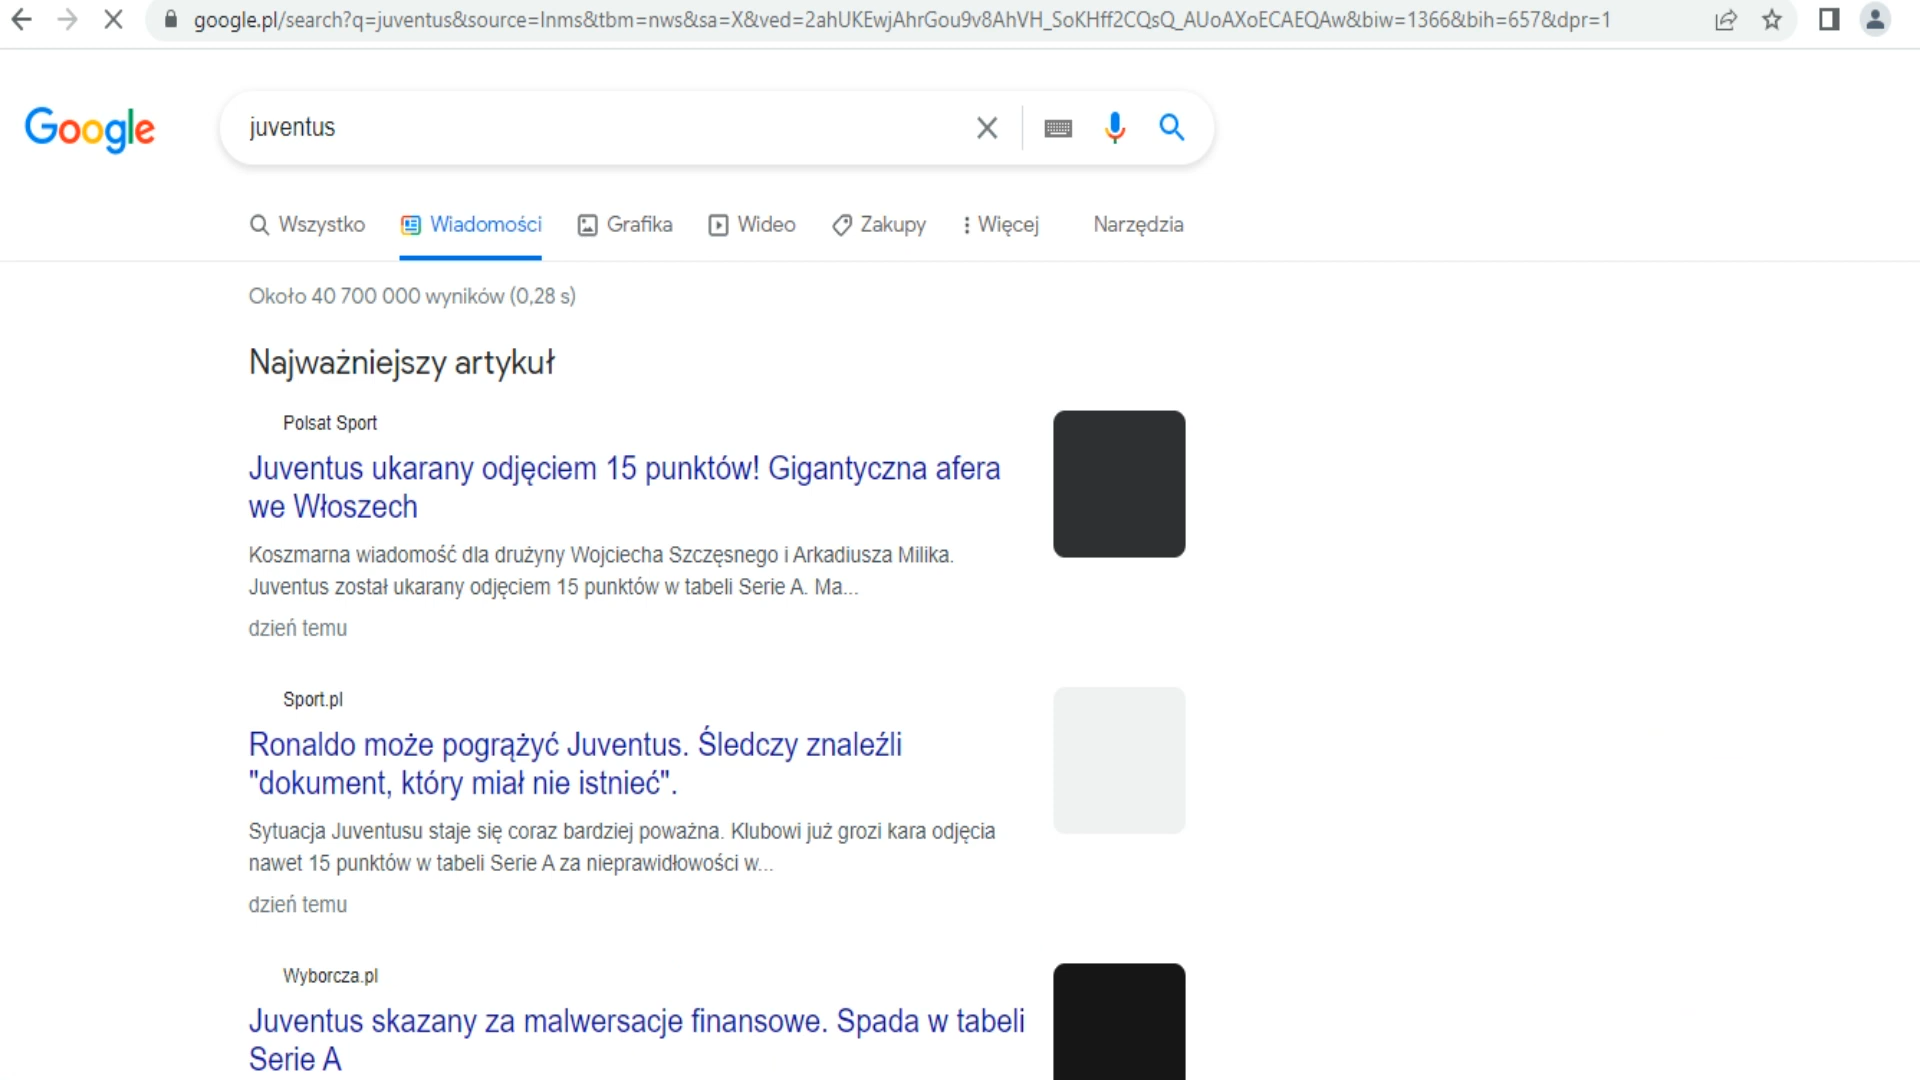 google.pl/search?q=juventus&source=lnms&tbm=nws&sa=X&ved=2ahUKEwjAhrGou9v8AhVH_SoKHff2CQsQ_AUoAXoECAEQAw&biw=1366&bih=657&dpr=1
Google
juventus
Wszystko Wiadomości Grafika Wideo Zakupy Więcej Narzędzia
Około 40 700 000 wyników (0,28 s)
Najważniejszy artykuł
Polsat Sport
Juventus ukarany odjęciem 15 punktów! Gigantyczna afera
we Włoszech
Koszmarna wiadomość dla drużyny Wojciecha Szczęsnego i Arkadiusza Milika.
Juventus został ukarany odjęciem 15 punktów w tabeli Serie A. Ma...
dzień temu
Sport.pl
Ronaldo może pogrążyć Juventus. Śledczy znaleźli
"dokument, który miał nie istnieć".
Sytuacja Juventusu staje się coraz bardziej poważna. Klubowi już grozi kara odjęcia
nawet 15 punktów w tabeli Serie A za nieprawidłowości w...
dzień temu
Wyborcza.pl
Juventus skazany za malwersacje finansowe. Spada w tabeli
Serie A